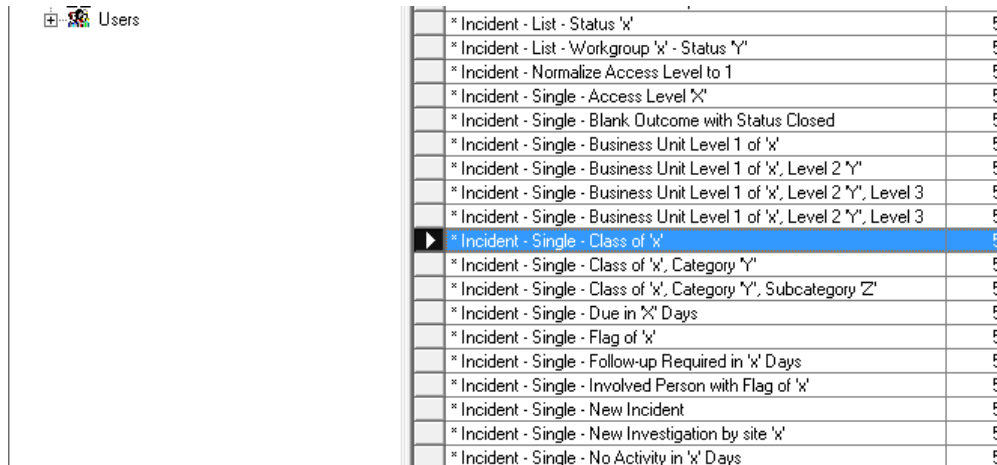 Users
* Incident - List - Status 'x'
* Incident - List - Workgroup 'x' - Status 'Y'
* Incident - Normalize Access Level to 1
* Incident - Single - Access Level 'X'
* Incident - Single - Blank Outcome with Status Closed
* Incident - Single - Business Unit Level 1 of 'x'
* Incident - Single - Business Unit Level 1 of 'x', Level 2 'Y'
* Incident - Single - Business Unit Level 1 of 'x', Level 2 'Y', Level 3
* Incident - Single - Business Unit Level 1 of 'x', Level 2 'Y', Level 3
* Incident - Single - Class of 'x'
* Incident - Single - Class of 'x', Category 'Y'
* Incident - Single - Class of 'x', Category 'Y', Subcategory 'Z'
* Incident - Single - Due in 'X' Days
* Incident - Single - Flag of 'x'
* Incident - Single - Follow-up Required in 'x' Days
* Incident - Single - Involved Person with Flag of 'x'
* Incident - Single - New Incident
* Incident - Single - New Investigation by site 'x'
* Incident - Single - No Activity in 'x' Days